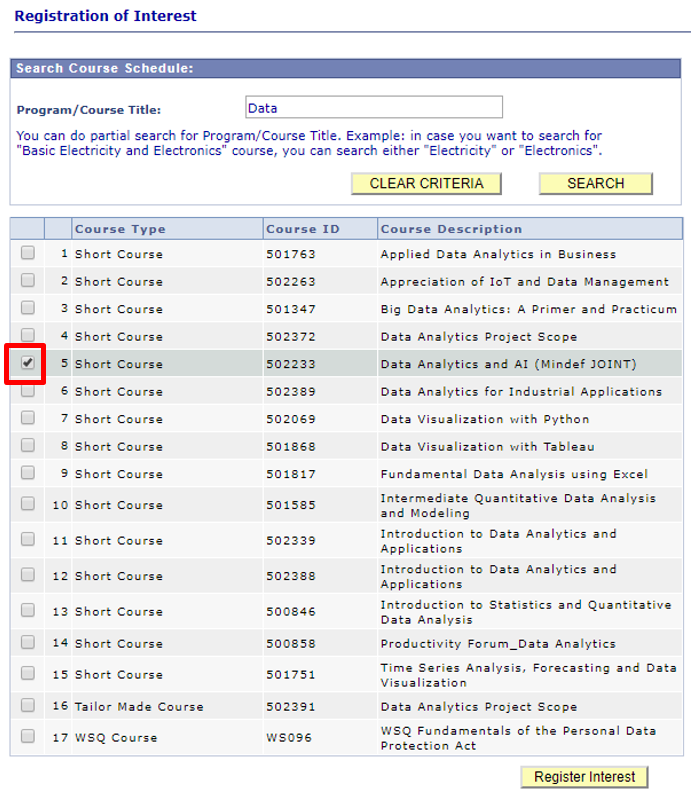 Registration of Interest
Search Course Schedule:
Program/Course Title: Data
You can do partial search for Program/Course Title. Example: in case you want to search for
"Basic Electricity and Electronics" course, you can search either "Electricity" or "Electronics".
CLEAR CRITERIA SEARCH
Course Type Course ID Course Description
1 Short Course 501763 Applied Data Analytics in Business
2 Short Course 502263 Appreciation of IoT and Data Management
3 Short Course 501347 Big Data Analytics: A Primer and Practicum
4 Short Course 502372 Data Analytics Project Scope
5 Short Course 502233 Data Analytics and AI (Mindef JOINT)
6 Short Course 502389 Data Analytics for Industrial Applications
7 Short Course 502069 Data Visualization with Python
8 Short Course 501868 Data Visualization with Tableau
9 Short Course 501817 Fundamental Data Analysis using Excel
10 Short Course 501585 Intermediate Quantitative Data Analysis
and Modeling
11 Short Course 502339 Introduction to Data Analytics and
Applications
12 Short Course 502388 Introduction to Data Analytics and
Applications
13 Short Course 500846 Introduction to Statistics and Quantitative
Data Analysis
14 Short Course 500858 Productivity Forum_Data Analytics
15 Short Course 501751 Time Series Analysis, Forecasting and Data
Visualization
16 Tailor Made Course 502391 Data Analytics Project Scope
17 WSQ Course WS096 WSQ Fundamentals of the Personal Data
Protection Act
Register Interest